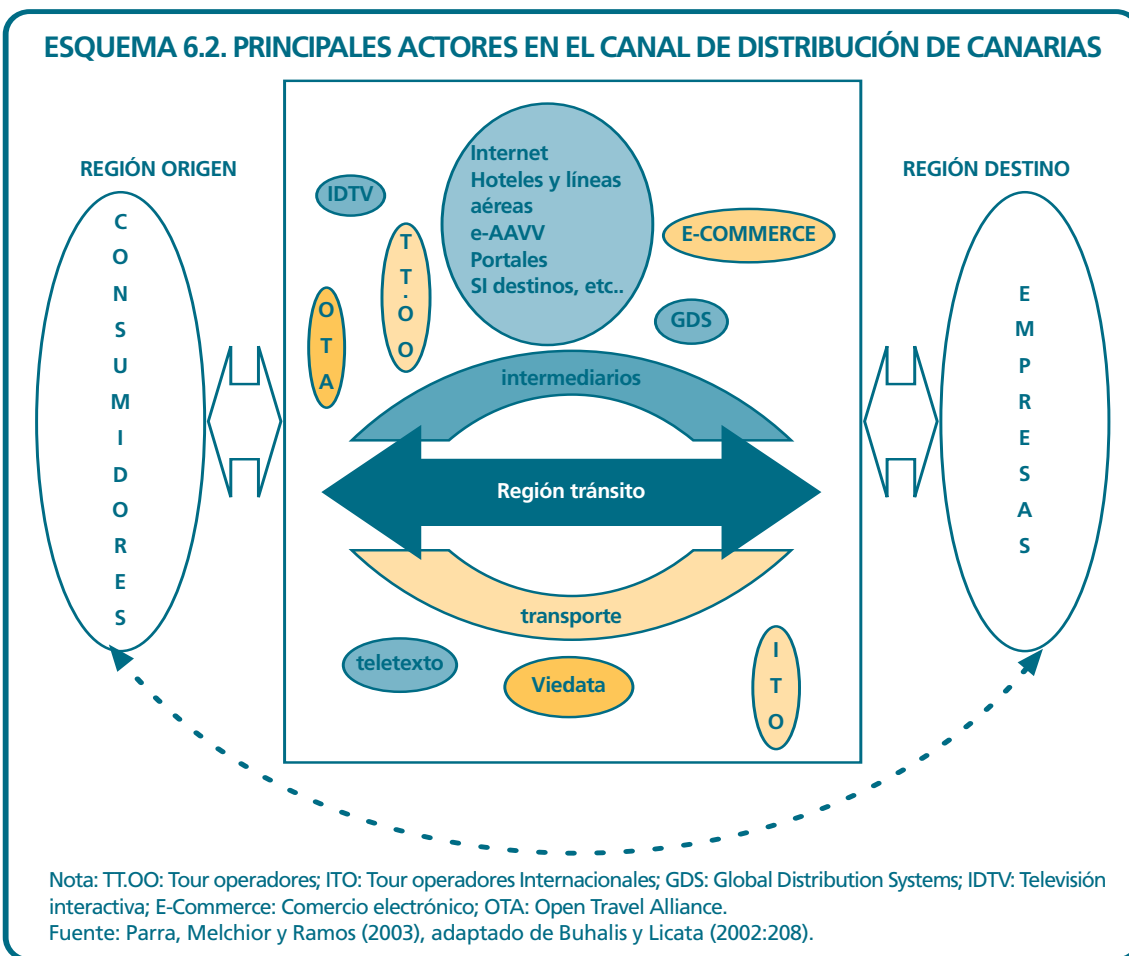 ESQUEMA 6.2. PRINCIPALES ACTORES EN EL CANAL DE DISTRIBUCIÓN DE CANARIAS
REGIÓN ORIGEN
CONSUMIDORES
IDTV
TT.OO
OTA
Internet
Hoteles y líneas
aéreas
e-AAVV
Portales
SI destinos, etc..
E-COMMERCE
GDS
intermediarios
Región tránsito
transporte
teletexto
Viedata
ITO
REGIÓN DESTINO
EMPRESAS
Nota: TT.OO: Tour operadores; ITO: Tour operadores Internacionales; GDS: Global Distribution Systems; IDTV: Televisión
interactiva; E-Commerce: Comercio electrónico; OTA: Open Travel Alliance.
Fuente: Parra, Melchior y Ramos (2003), adaptado de Buhalis y Licata (2002:208).